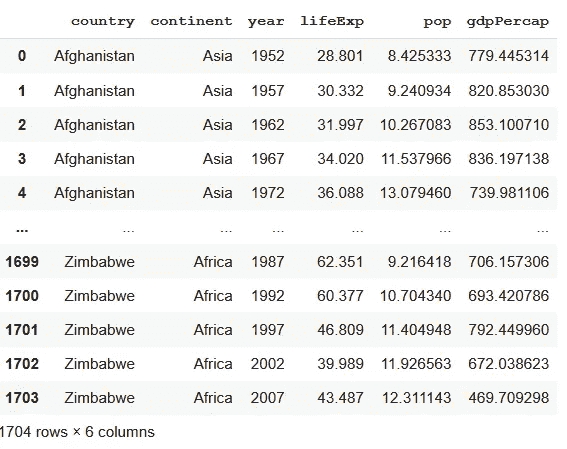 country continent year lifeExp pop gdpPercap
0 Afghanistan Asia 1952 28.801 8.425333 779.445314
1 Afghanistan Asia 1957 30.332 9.240934 820.853030
2 Afghanistan Asia 1962 31.997 10.267083 853.100710
3 Afghanistan Asia 1967 34.020 11.537966 836.197138
4 Afghanistan Asia 1972 36.088 13.079460 739.981106
... ... ... ... ... ... ...
1699 Zimbabwe Africa 1987 62.351 9.216418 706.157306
1700 Zimbabwe Africa 1992 60.377 10.704340 693.420786
1701 Zimbabwe Africa 1997 46.809 11.404948 792.449960
1702 Zimbabwe Africa 2002 39.989 11.926563 672.038623
1703 Zimbabwe Africa 2007 43.487 12.311143 469.709298
1704 rows × 6 columns